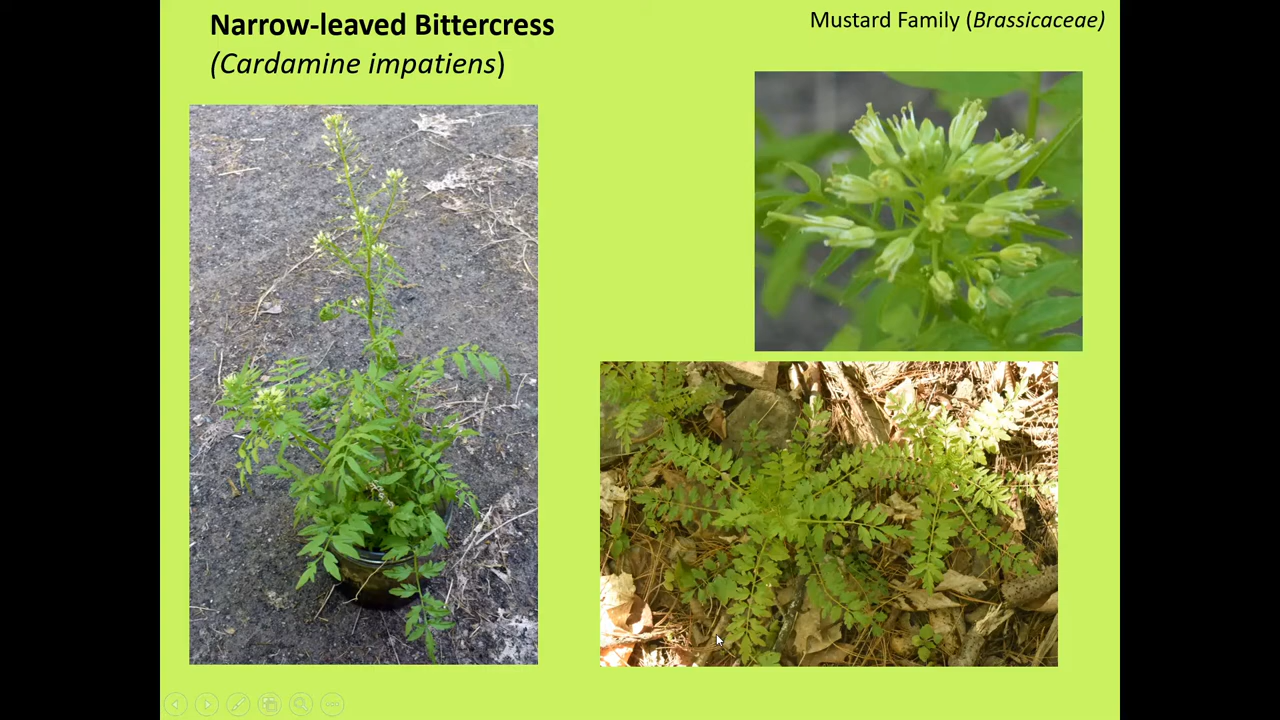 Narrow-leaved Bittercress
(Cardamine impatiens)
Mustard Family (Brassicaceae)